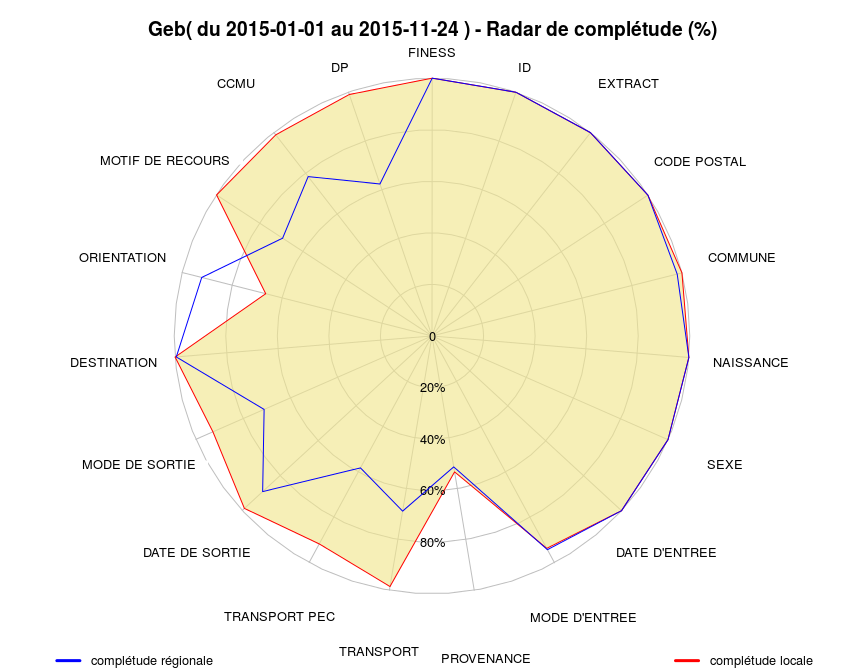 Geb( du 2015-01-01 au 2015-11-24 ) - Radar de complétude (%)
FINESS
DP
ID
CCMU
EXTRACT
MOTIF DE RECOURS
CODE POSTAL
ORIENTATION
COMMUNE
0
DESTINATION
NAISSANCE
20%
40%
MODE DE SORTIE
SEXE
60%
80%
DATE DE SORTIE
DATE D'ENTREE
TRANSPORT PEC
MODE D'ENTREE
TRANSPORT
PROVENANCE
complétude régionale
complétude locale